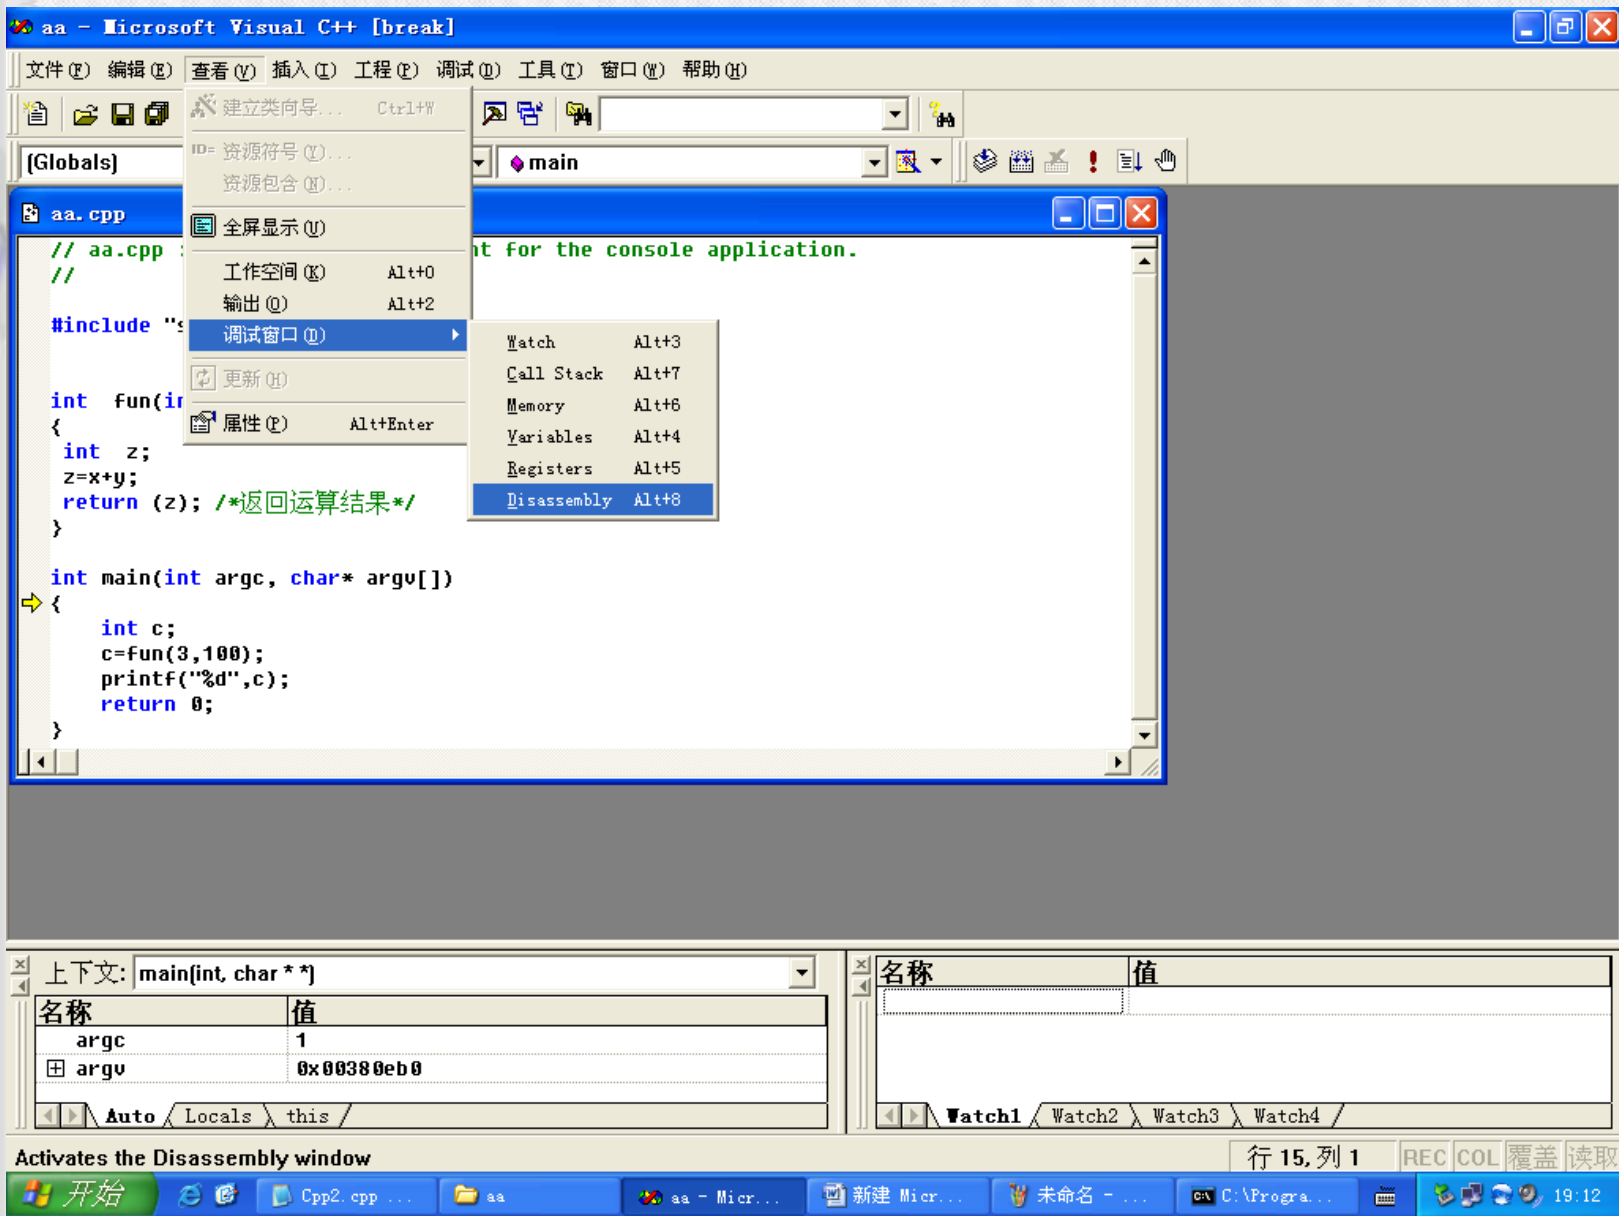 aa - Microsoft Visual C++ [break]
文件(F) 编辑(E) 查看(V) 插入(I) 工程(P) 调试(D) 工具(T) 窗口(W) 帮助(H)
建立类向导... Ctrl+W
ID= 资源符号(Y)...
资源包含(N)...
全屏显示(U)
工作空间(K) Alt+0
输出(O) Alt+2
调试窗口(D)
更新(H)
属性(P) Alt+Enter
Watch Alt+3
Call Stack Alt+7
Memory Alt+6
Variables Alt+4
Registers Alt+5
Disassembly Alt+8
(Globals)
main
aa.cpp
// aa.cpp : nt for the console application.
//
#include "s
int fun(in
{
int z;
z=x+y;
return (z); /*返回运算结果*/
}
int main(int argc, char* argv[])
{
int c;
c=fun(3,100);
printf("%d",c);
return 0;
}
上下文: main(int, char * *)
名称 值
argc 1
argv 0x00380eb0
Auto Locals this
名称 值
Watch1 Watch2 Watch3 Watch4
Activates the Disassembly window
行 15, 列 1 REC COL 覆盖 读取
开始 Cpp2.cpp ... aa aa - Micr... 新建 Micr... 未命名 - ... C:\Progra... 19:12